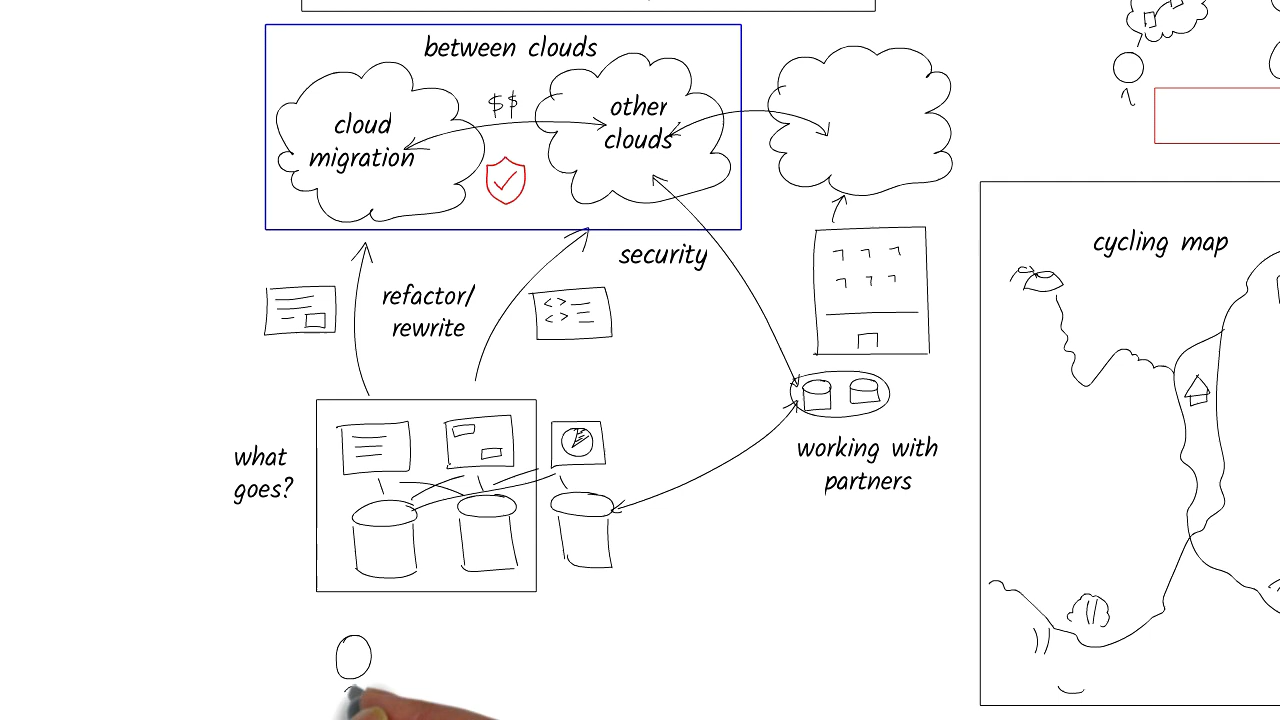 between clouds
cloud
migration
$$
other
clouds
security
refactor/
rewrite
<> 
<>
what
goes?
working with
partners
cycling map